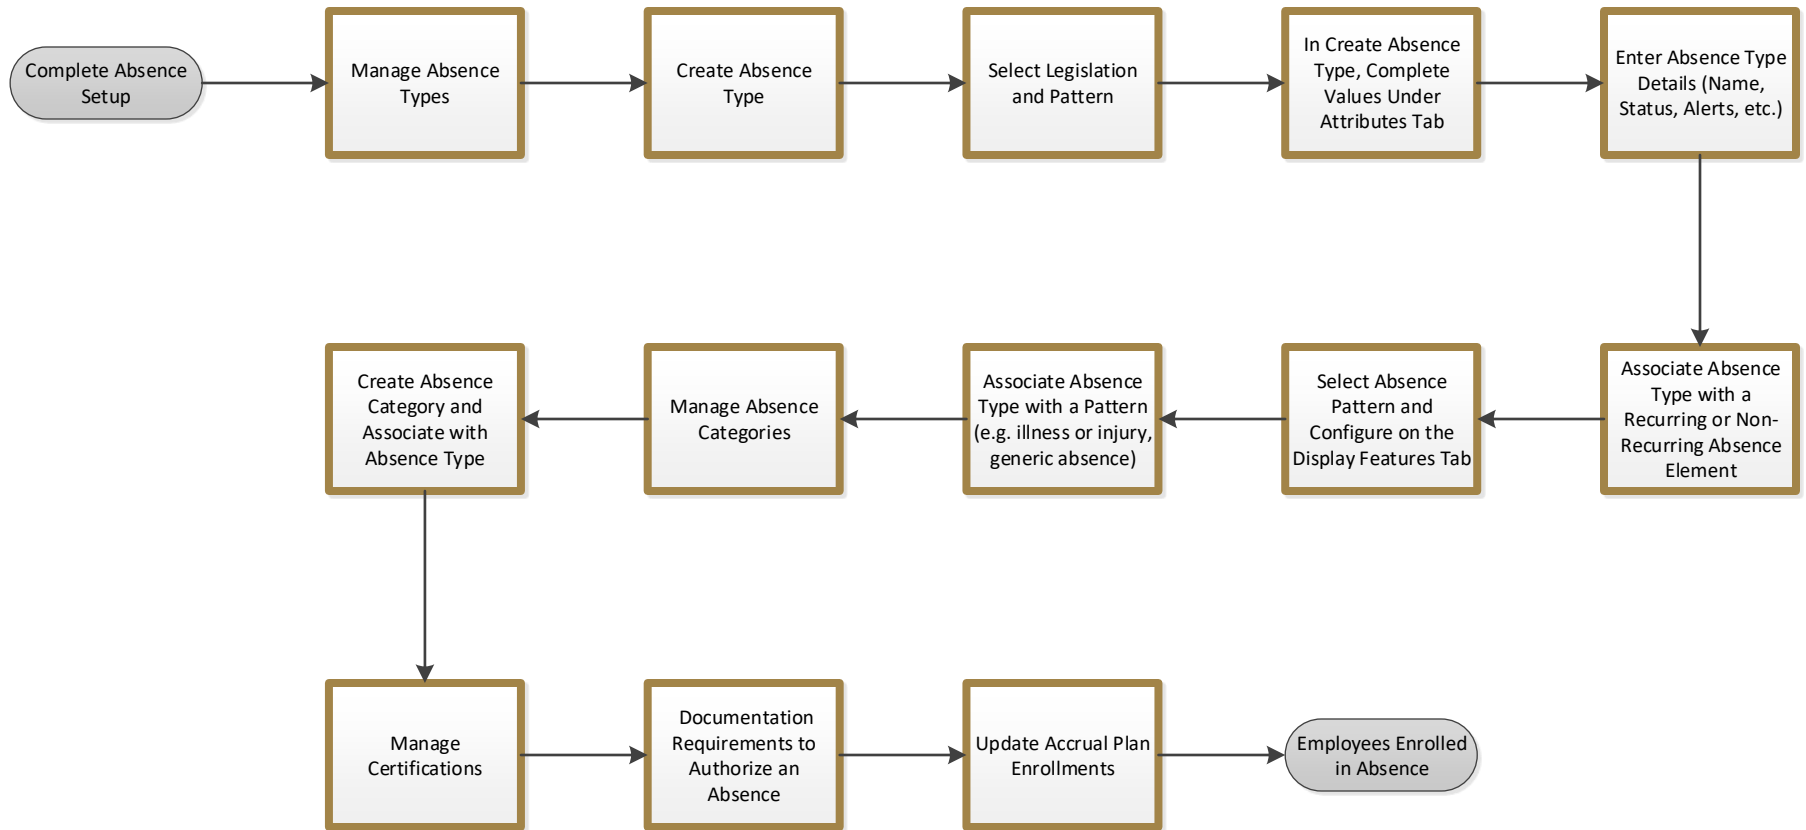 Complete Absence
Setup
Manage Absence
Types
Create Absence
Type
Select Legislation
and Pattern
In Create Absence
Type, Complete
Values Under
Attributes Tab
Enter Absence Type
Details (Name,
Status, Alerts, etc.)
Associate Absence
Type with a
Recurring or Non-
Recurring Absence
Element
Select Absence
Pattern and
Configure on the
Display Features Tab
Associate Absence
Type with a Pattern
(e.g. illness or injury,
generic absence)
Manage Absence
Categories
Create Absence
Category and
Associate with
Absence Type
Manage
Certifications
Documentation
Requirements to
Authorize an
Absence
Update Accrual Plan
Enrollments
Employees Enrolled
in Absence